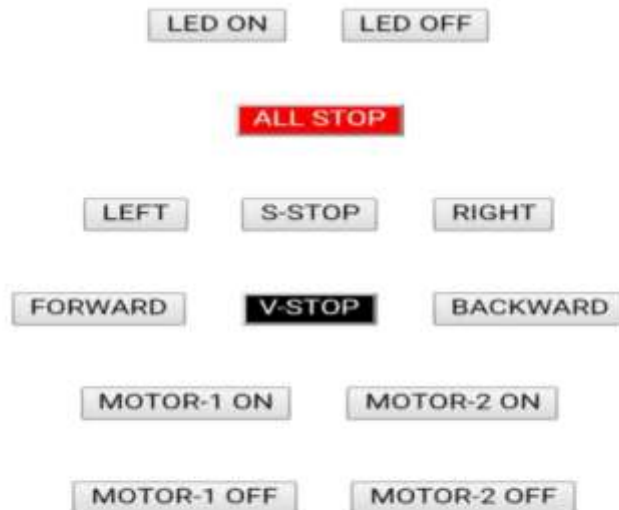 LED ON LED OFF
ALL STOP
LEFT S-STOP RIGHT
FORWARD V-STOP BACKWARD
MOTOR-1 ON MOTOR-2 ON
MOTOR-1 OFF MOTOR-2 OFF